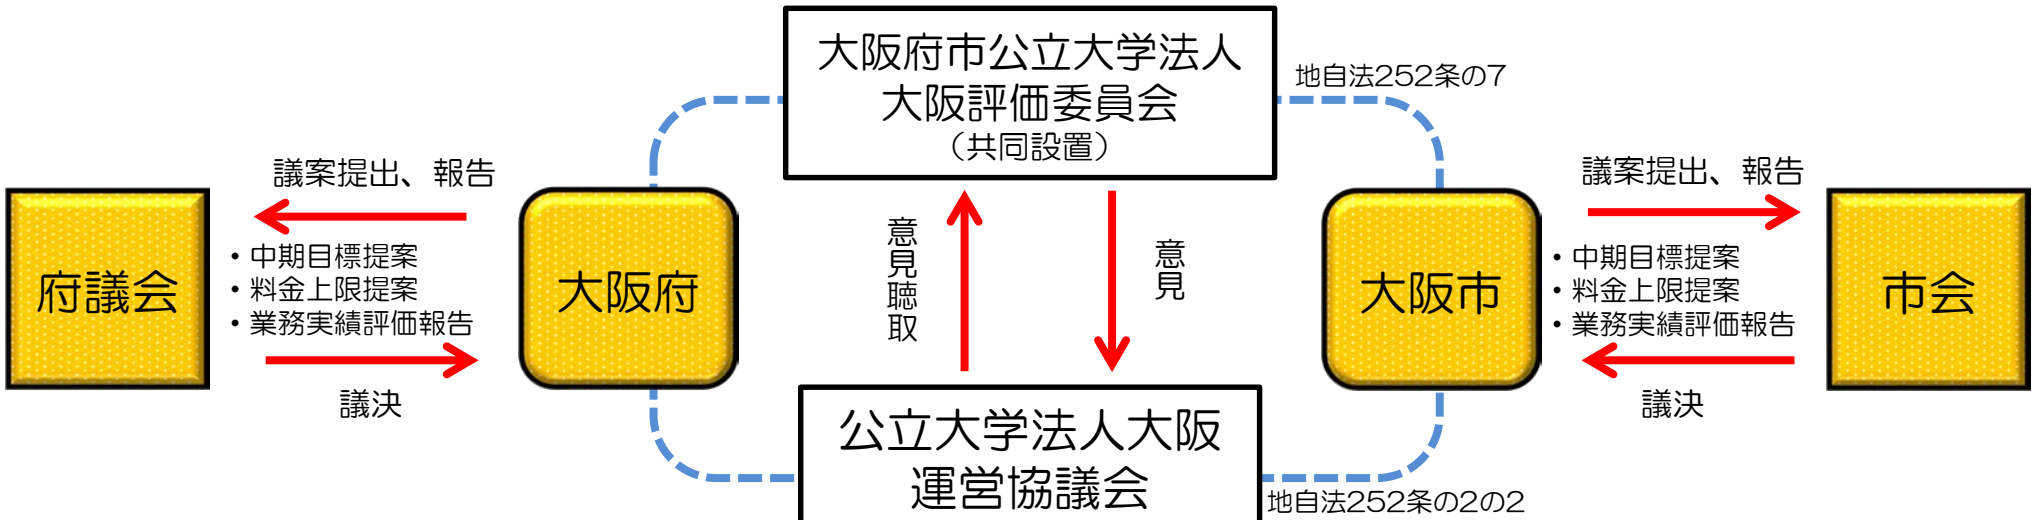 大阪府市公立大学法人
大阪評価委員会
（共同設置）
地自法252条の7
議案提出、報告
府議会
・中期目標提案
・料金上限提案
・業務実績評価報告
議決
大阪府
意見聴取
意見
大阪市
議案提出、報告
・中期目標提案
・料金上限提案
・業務実績評価報告
議決
市会
公立大学法人大阪
運営協議会
地自法252条の2の2